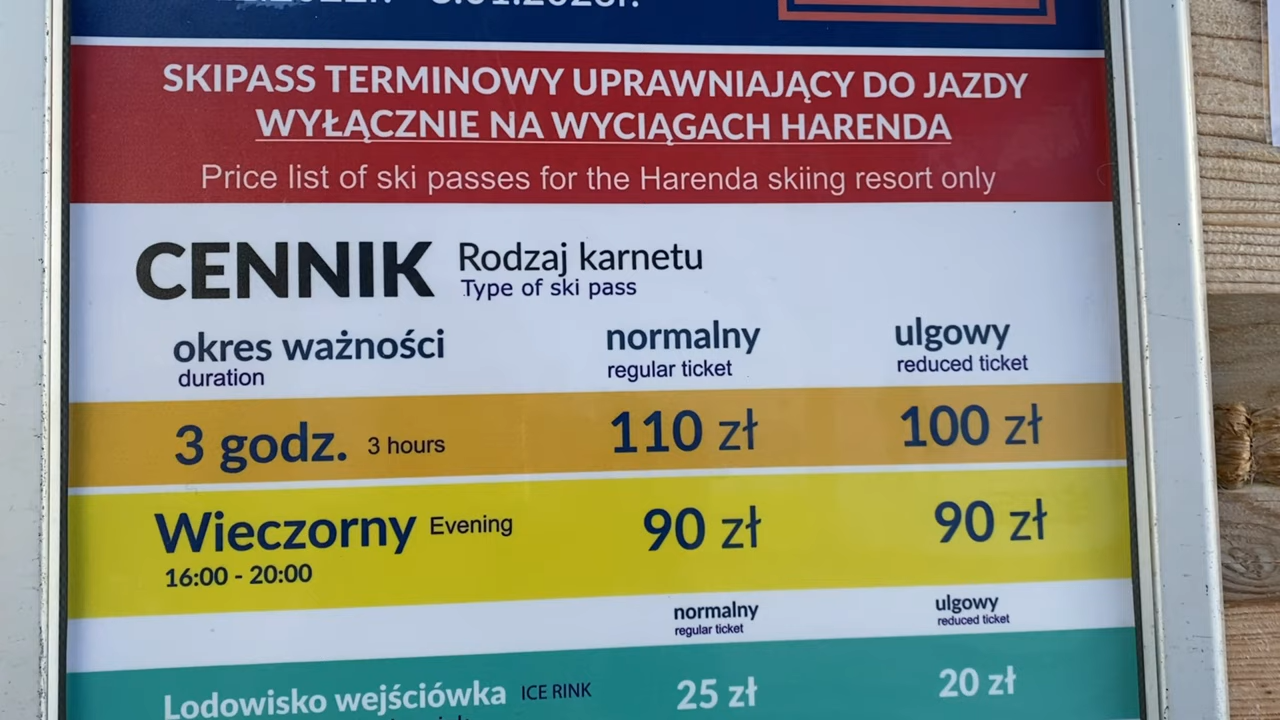 SKIPASS TERMINOWY UPRAWNIAJĄCY DO JAZDY
WYŁĄCZNIE NA WYCIĄGACH HARENDA
Price list of ski passes for the Harenda skiing resort only
CENNIK Rodzaj karnetu
Type of ski pass
okres ważności normalny ulgowy
duration regular ticket reduced ticket
3 godz. 3 hours 110 zł 100 zł
Wieczorny Evening 90 zł 90 zł
16:00 - 20:00
normalny ulgowy
regular ticket reduced ticket
Lodowisko wejściówka ICE RINK 25 zł 20 zł